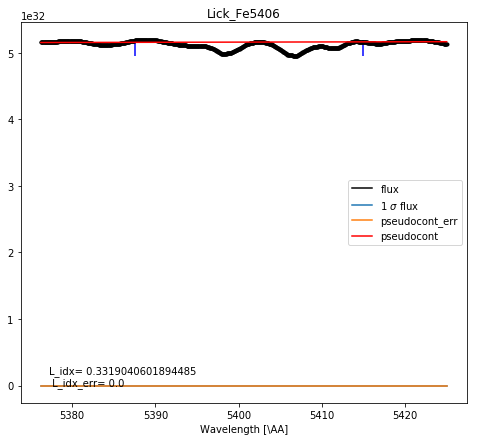 Lick_Fe5406
1e32
5
4
3
2
1
0
flux
1 σ flux
pseudocont_err
pseudocont
L_idx= 0.3319040601894485
L_idx_err= 0.0
5380 5390 5400 5410 5420
Wavelength [\AA]